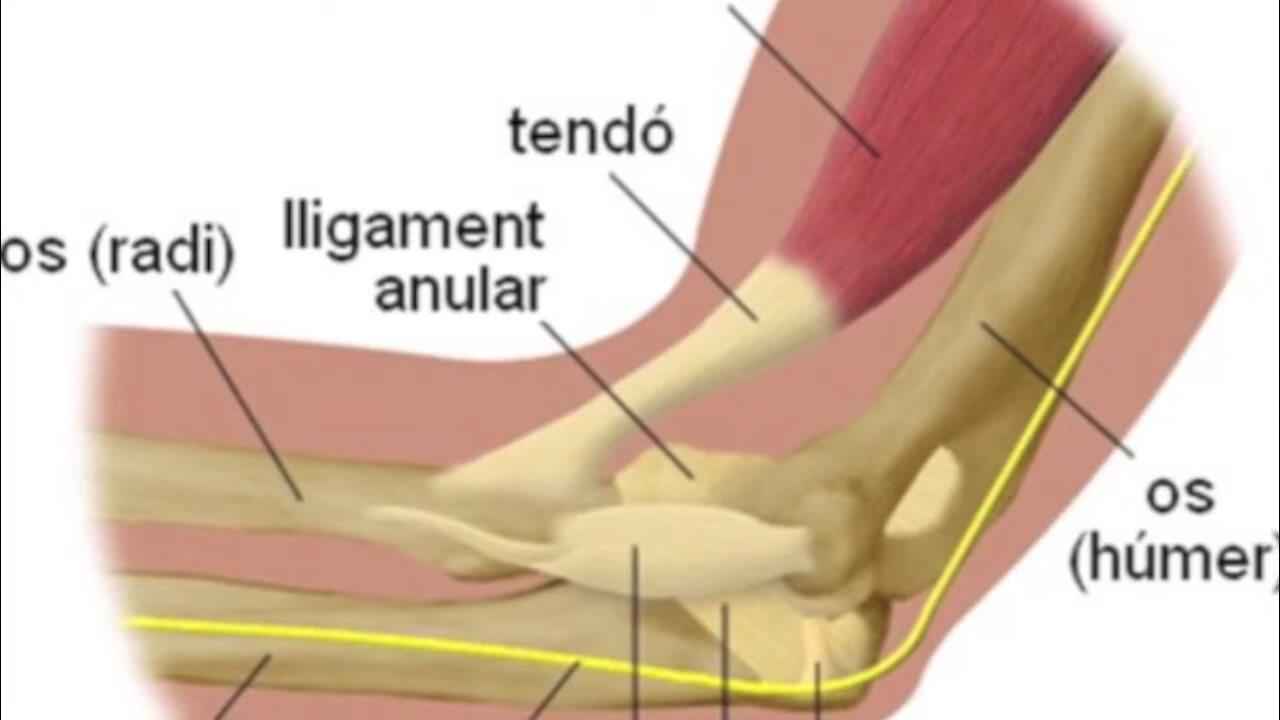 tendó
lligament
anular
os (radi)
os
(húmer)